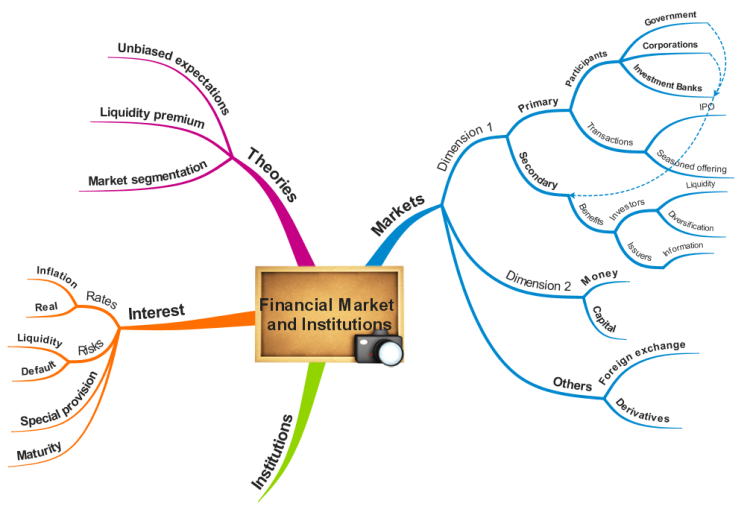 Financial Market
and Institutions
Theories
Unbiased expectations
Liquidity premium
Market segmentation
Interest
Rates
Inflation
Real
Risks
Liquidity
Default
Special provision
Maturity
Institutions
Markets
Dimension 1
Primary
Participants
Government
Corporations
Investment Banks
Transactions
IPO
Seasoned offering
Secondary
Benefits
Investors
Liquidity
Diversification
Issuers
Information
Dimension 2
Money
Capital
Others
Foreign exchange
Derivatives